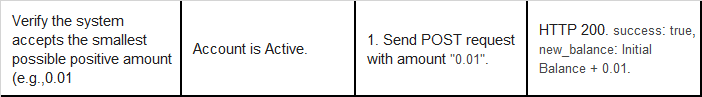 Verify the system
accepts the smallest
possible positive amount
(e.g.,0.01
Account is Active.
1. Send POST request
with amount "0.01".
HTTP 200. success: true,
new_balance: Initial
Balance + 0.01.